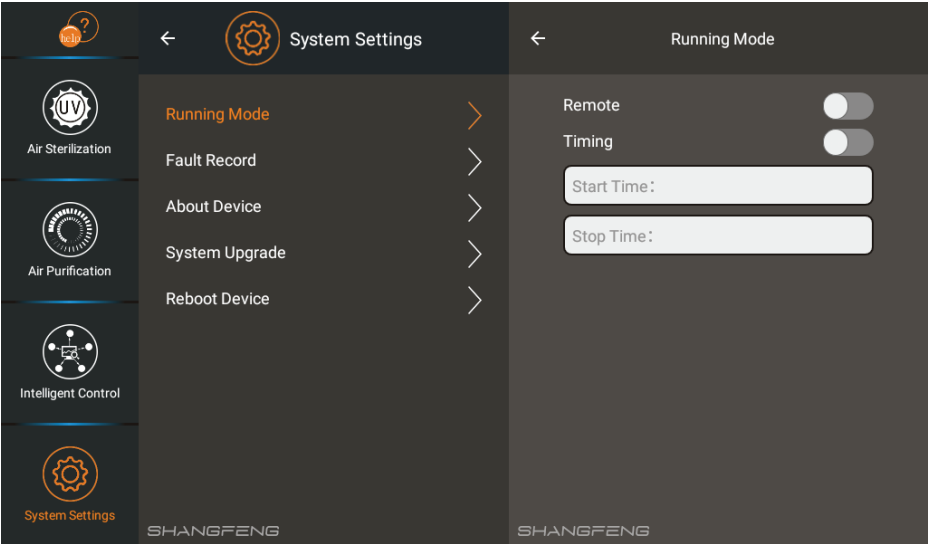 help
?
UV
Air Sterilization
Air Purification
Intelligent Control
System Settings
System Settings
Running Mode
Fault Record
About Device
System Upgrade
Reboot Device
SHANGFENG
Running Mode
Remote
Timing
Start Time：
Stop Time：
SHANGFENG